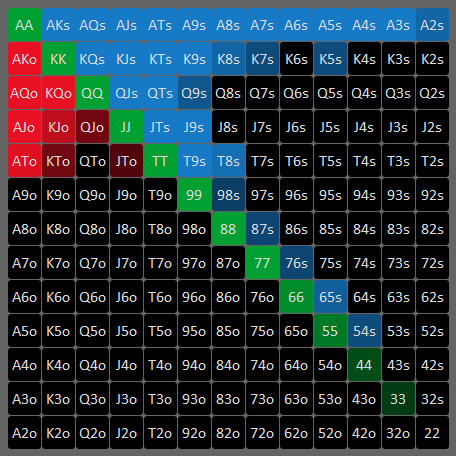 AA AKs AQs AJs ATs A9s A8s A7s A6s A5s A4s A3s A2s
AKo KK KQs KJs KTs K9s K8s K7s K6s K5s K4s K3s K2s
AQo KQo QQ QJs QTs Q9s Q8s Q7s Q6s Q5s Q4s Q3s Q2s
AJo KJo QJo JJ JTs J9s J8s J7s J6s J5s J4s J3s J2s
ATo KTo QTo JTo TT T9s T8s T7s T6s T5s T4s T3s T2s
A9o K9o Q9o J9o T9o 99 98s 97s 96s 95s 94s 93s 92s
A8o K8o Q8o J8o T8o 98o 88 87s 86s 85s 84s 83s 82s
A7o K7o Q7o J7o T7o 97o 87o 77 76s 75s 74s 73s 72s
A6o K6o Q6o J6o T6o 96o 86o 76o 66 65s 64s 63s 62s
A5o K5o Q5o J5o T5o 95o 85o 75o 65o 55 54s 53s 52s
A4o K4o Q4o J4o T4o 94o 84o 74o 64o 54o 44 43s 42s
A3o K3o Q3o J3o T3o 93o 83o 73o 63o 53o 43o 33 32s
A2o K2o Q2o J2o T2o 92o 82o 72o 62o 52o 42o 32o 22